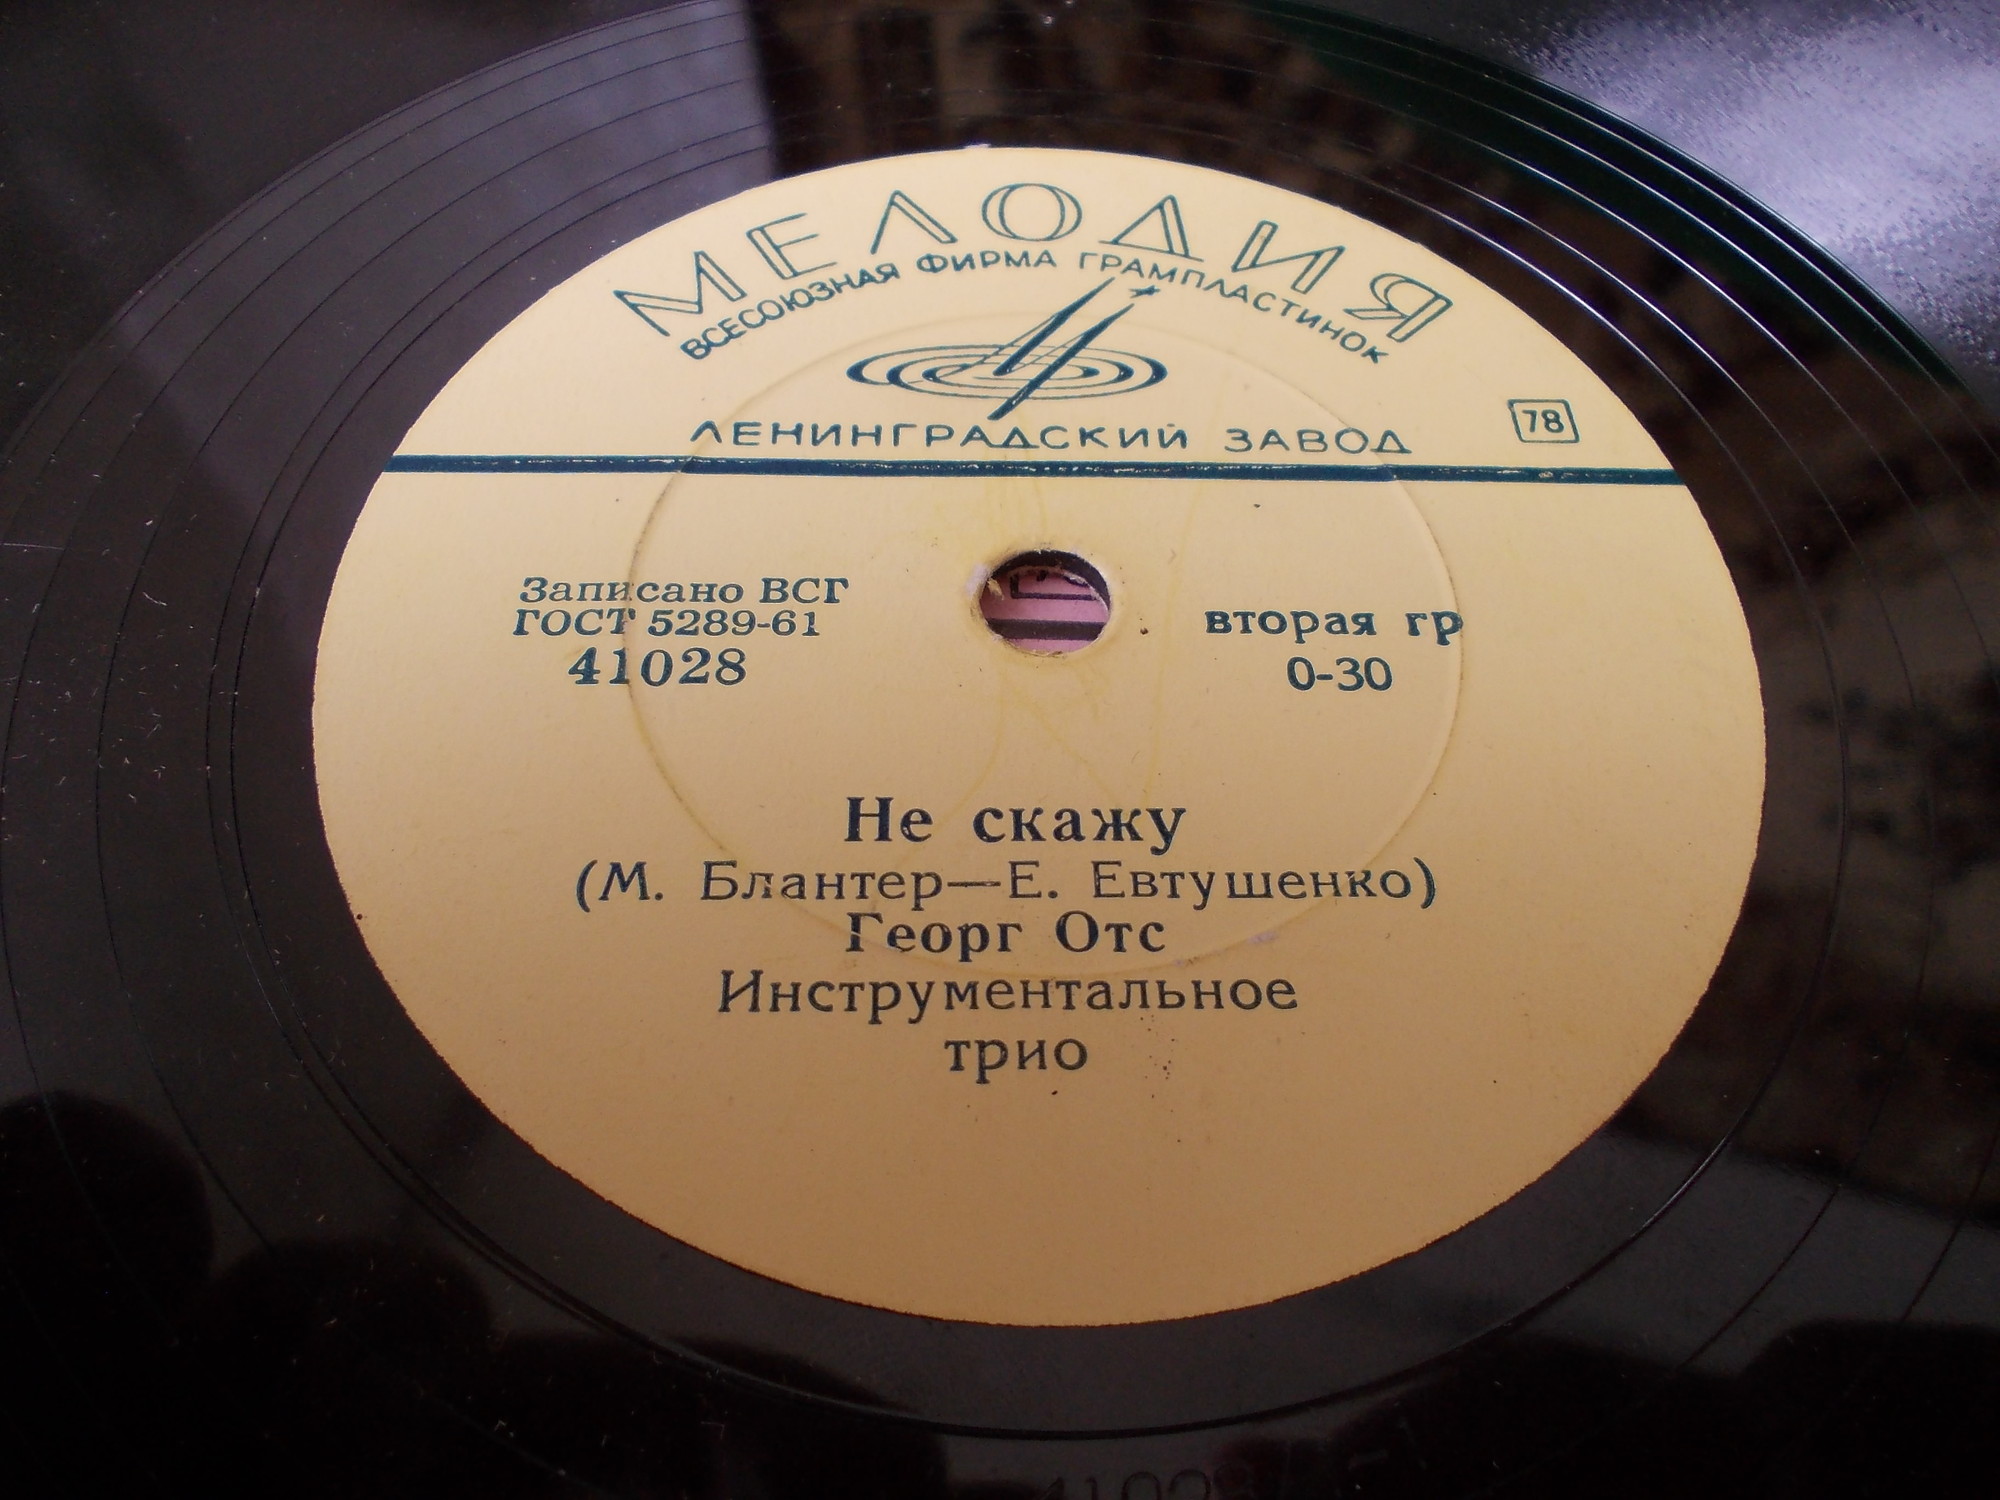 МЕЛОДИЯ
ВСЕСОЮЗНАЯ ФИРМА ГРАМПЛАСТИНОК
ЛЕНИНГРАДСКИЙ ЗАВОД
78
Записано ВСГ
ГОСТ 5289-61
41028
вторая гр
0-30
Не скажу
(М. Блантер—Е. Евтушенко)
Георг Отс
Инструментальное
трио